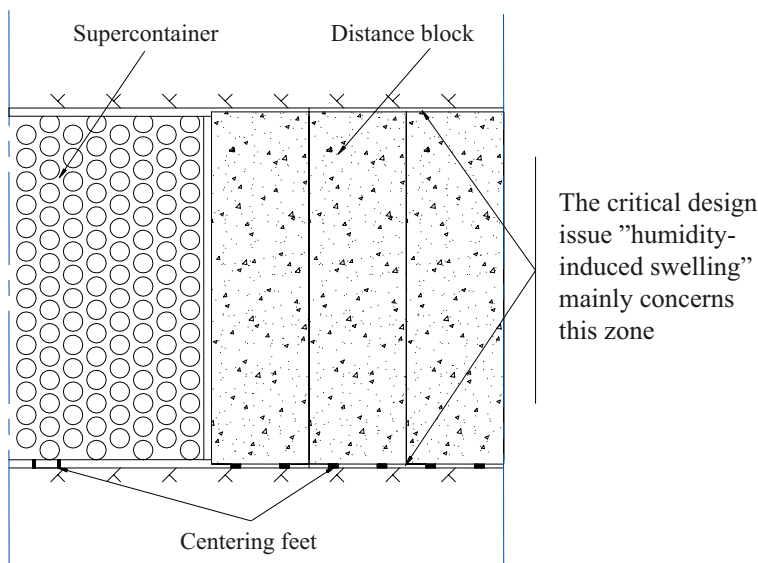 Supercontainer
Distance block
The critical design
issue ”humidity-
induced swelling”
mainly concerns
this zone
Centering feet